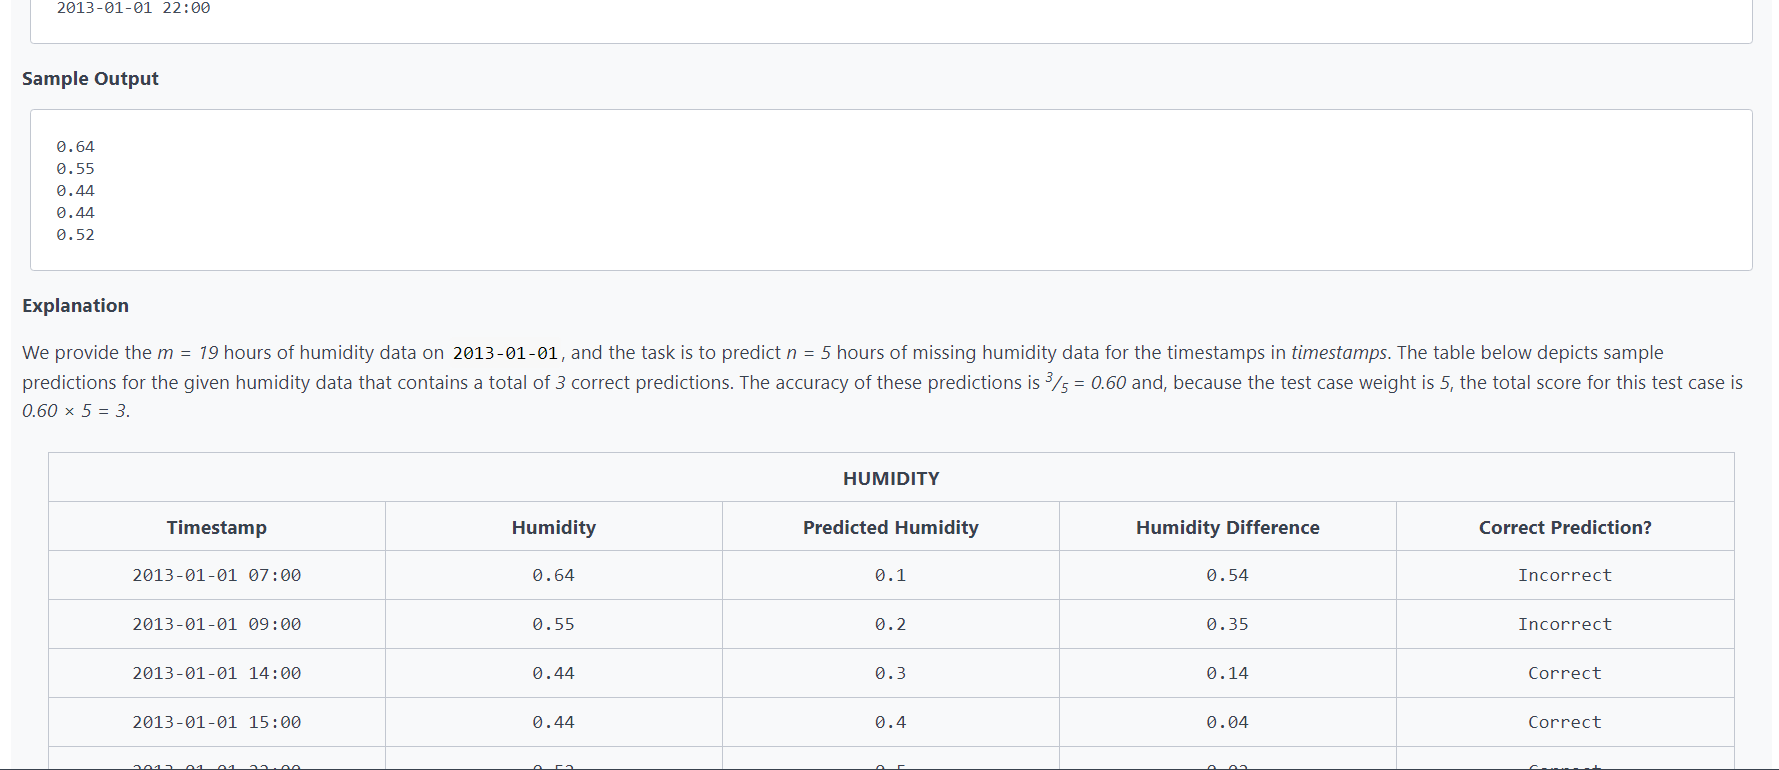 2013-01-01 22:00
Sample Output
0.64
0.55
0.44
0.44
0.52
Explanation
We provide the m = 19 hours of humidity data on 2013-01-01, and the task is to predict n = 5 hours of missing humidity data for the timestamps in timestamps. The table below depicts sample
predictions for the given humidity data that contains a total of 3 correct predictions. The accuracy of these predictions is 3/5 = 0.60 and, because the test case weight is 5, the total score for this test case is
0.60 × 5 = 3.
HUMIDITY
Timestamp Humidity Predicted Humidity Humidity Difference Correct Prediction?
2013-01-01 07:00 0.64 0.1 0.54 Incorrect
2013-01-01 09:00 0.55 0.2 0.35 Incorrect
2013-01-01 14:00 0.44 0.3 0.14 Correct
2013-01-01 15:00 0.44 0.4 0.04 Correct